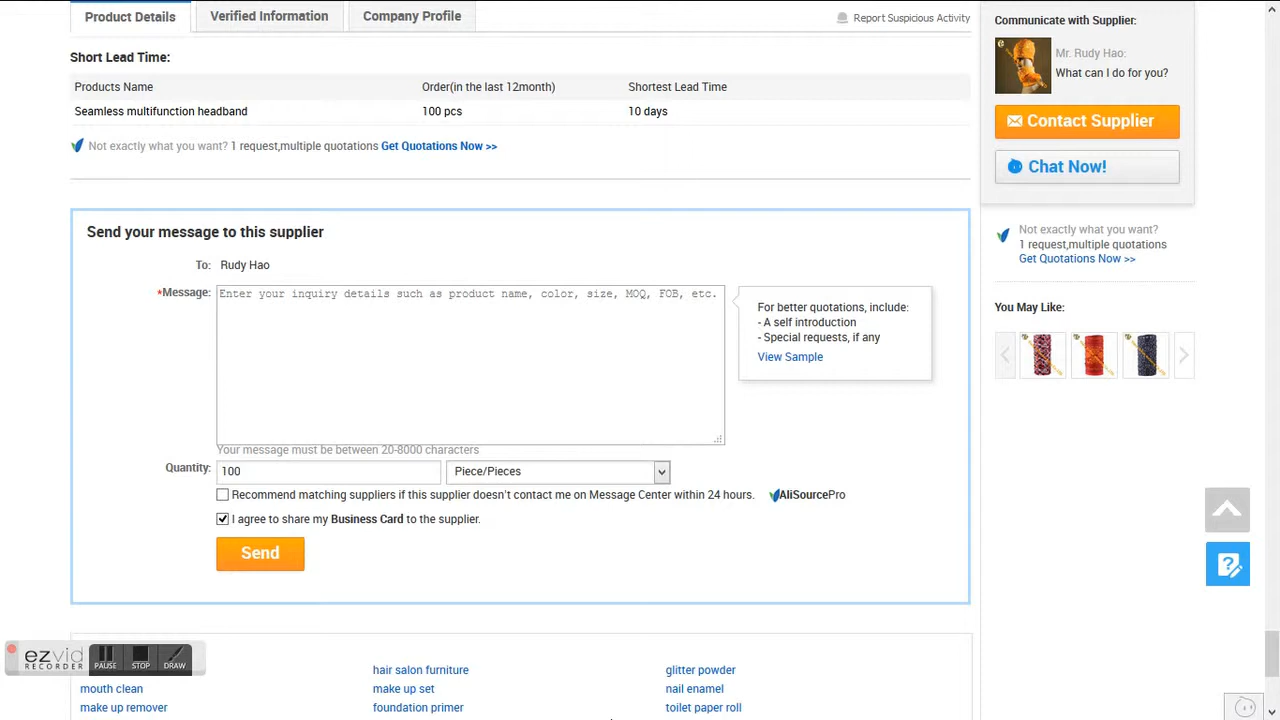 Product Details
Verified Information
Company Profile
Report Suspicious Activity
Short Lead Time:
Products Name Order(in the last 12month) Shortest Lead Time
Seamless multifunction headband 100 pcs 10 days
Not exactly what you want? 1 request,multiple quotations Get Quotations Now >>
Send your message to this supplier
To: Rudy Hao
*Message: Enter your inquiry details such as product name, color, size, MOQ, FOB, etc.
For better quotations, include:
- A self introduction
- Special requests, if any
View Sample
Your message must be between 20-8000 characters
Quantity: 100 Piece/Pieces
Recommend matching suppliers if this supplier doesn't contact me on Message Center within 24 hours. AliSourcePro
I agree to share my Business Card to the supplier.
Send
Communicate with Supplier:
Mr. Rudy Hao:
What can I do for you?
Contact Supplier
Chat Now!
Not exactly what you want?
1 request,multiple quotations
Get Quotations Now >>
You May Like:
ezvid
RECORDER
PAUSE STOP DRAW
hair salon furniture glitter powder
mouth clean make up set nail enamel
make up remover foundation primer toilet paper roll